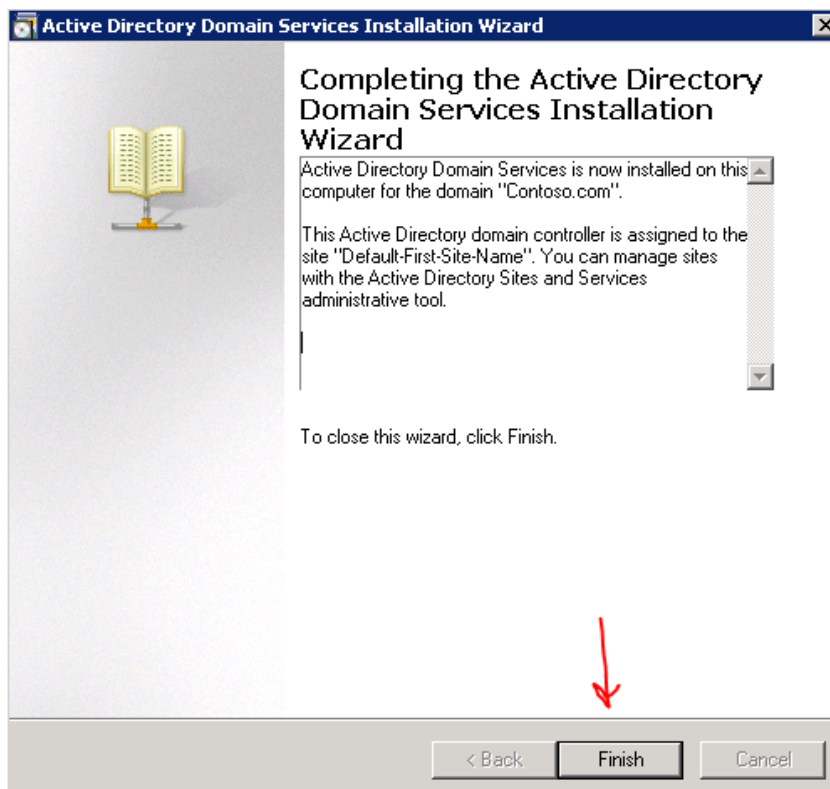 Active Directory Domain Services Installation Wizard
Completing the Active Directory
Domain Services Installation
Wizard
Active Directory Domain Services is now installed on this
computer for the domain "Contoso.com".
This Active Directory domain controller is assigned to the
site "Default-First-Site-Name". You can manage sites
with the Active Directory Sites and Services
administrative tool.
To close this wizard, click Finish.
< Back
Finish
Cancel